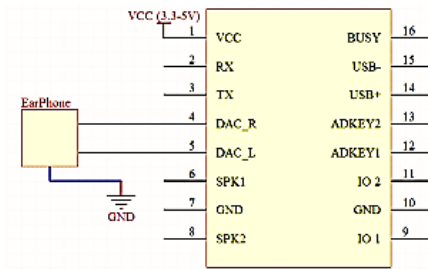 VCC (3.3-5V)
1 VCC BUSY 16
2 RX USB- 15
3 TX USB+ 14
EarPhone
4 DAC_R ADKEY2 13
5 DAC_L ADKEY1 12
6 SPK1 IO 2 11
GND
7 GND GND 10
8 SPK2 IO 1 9